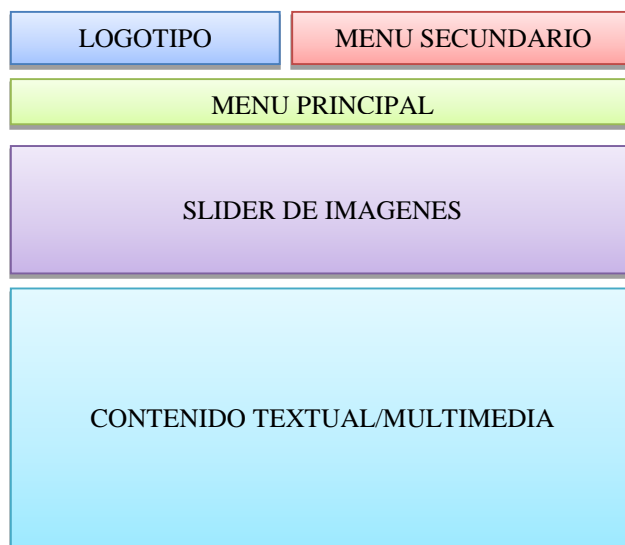 LOGOTIPO
MENU SECUNDARIO
MENU PRINCIPAL
SLIDER DE IMAGENES
CONTENIDO TEXTUAL/MULTIMEDIA